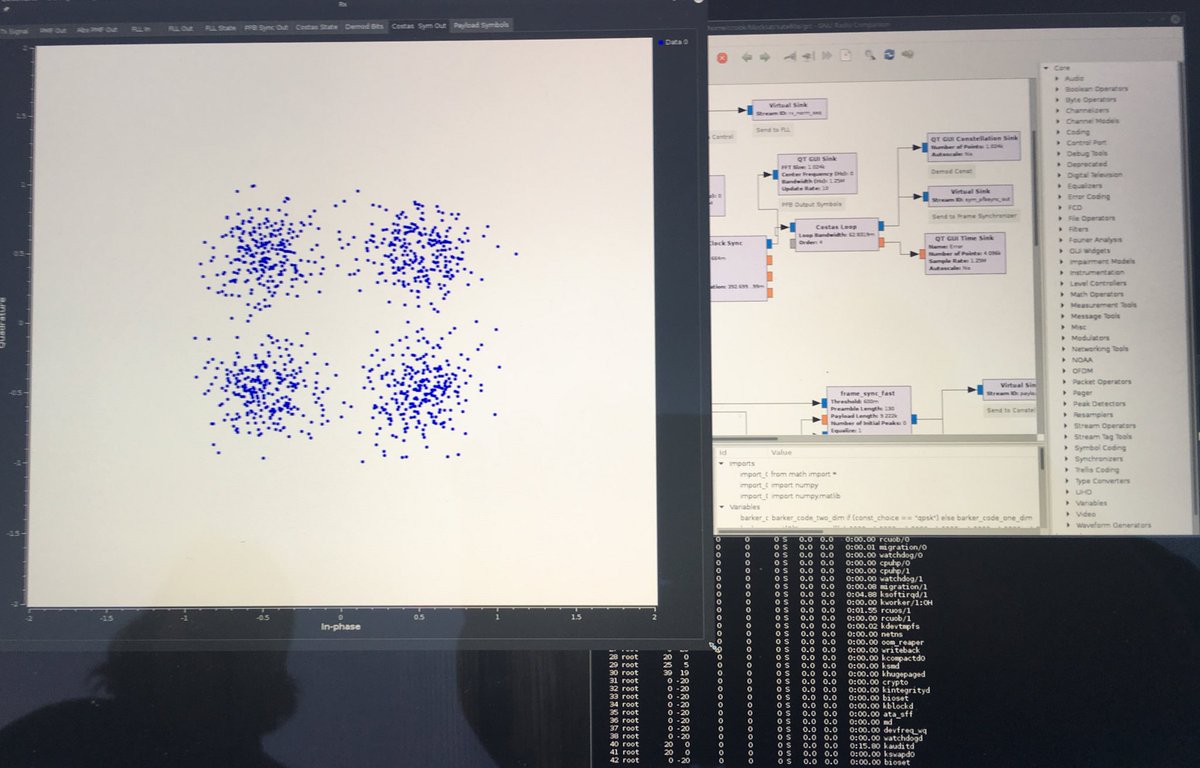 Rx
Tx Signal PMF Out Abs PMF Out FLL In FLL Out FLL State PFB Sync Out Costas State Demod Bits Costas Sym Out Payload Symbols
Data 0
2
1.5
1
0.5
0
-0.5
-1
-1.5
-2
Quadrature
-2 -1.5 -1 -0.5 0 0.5 1 1.5 2
In-phase
GNU Radio Companion
Virtual Sink
Stream ID: rx_norm_seq
Send to FLL
Control
QT GUI Sink
FFT Size: 1.024k
Center Frequency (Hz): 0
Bandwidth (Hz): 1.25M
Update Rate: 10
PFB Output Symbols
Clock Sync
Costas Loop
Loop Bandwidth: 62.8319m
Order: 4
QT GUI Constellation Sink
Number of Points: 1.024k
Autoscale: No
Demod Const
Virtual Sink
Send to Frame Synchronizer
QT GUI Time Sink
Name: Error
Number of Points: 4.096k
Sample Rate: 1.25M
Autoscale: No
frame_sync_fast
Threshold: 600m
Preamble Length: 130
Payload Length: 9.222k
Number of Initial Peaks: 0
Equalize: 1
Virtual Sin
Stream ID: paylo
Send to Constel
Id Value
Imports
import_( from math import *
import_( import numpy
import_( import numpy.matlib
Variables
barker_c barker_code_two_dim if (const_choice == "qpsk") else barker_code_one_dim
Core
Audio
Boolean Operators
Byte Operators
Channelizers
Channel Models
Coding
Control Port
Debug Tools
Deprecated
Digital Television
Equalizers
Error Coding
FCD
File Operators
Filters
Fourier Analysis
GUI Widgets
Impairment Models
Instrumentation
Level Controllers
Math Operators
Measurement Tools
Message Tools
Misc
Modulators
Networking Tools
NOAA
OFDM
Packet Operators
Pager
Peak Detectors
Resamplers
Stream Operators
Stream Tag Tools
Symbol Coding
Synchronizers
Trellis Coding
Type Converters
UHD
Variables
Video
Waveform Generators
0 0 0 S 0.0 0.0 0:00.00 rcuob/0
0 0 0 S 0.0 0.0 0:00.01 migration/0
0 0 0 S 0.0 0.0 0:00.00 watchdog/0
0 0 0 S 0.0 0.0 0:00.00 cpuhp/0
0 0 0 S 0.0 0.0 0:00.00 cpuhp/1
0 0 0 S 0.0 0.0 0:00.00 watchdog/1
0 0 0 S 0.0 0.0 0:00.08 migration/1
0 0 0 S 0.0 0.0 0:04.88 ksoftirqd/1
0 0 0 S 0.0 0.0 0:00.00 kworker/1:0H
0 0 0 S 0.0 0.0 0:01.55 rcuos/1
0 0 0 S 0.0 0.0 0:00.00 rcuob/1
0 0 0 S 0.0 0.0 0:00.02 kdevtmpfs
0 0 0 S 0.0 0.0 0:00.00 netns
0 0 0 S 0.0 0.0 0:00.00 oom_reaper
0 0 0 S 0.0 0.0 0:00.00 writeback
28 root 20 0 0 0 0 S 0.0 0.0 0:00.00 kcompactd0
29 root 25 5 0 0 0 S 0.0 0.0 0:00.00 ksmd
30 root 39 19 0 0 0 S 0.0 0.0 0:00.00 khugepaged
31 root 0 -20 0 0 0 S 0.0 0.0 0:00.00 crypto
32 root 0 -20 0 0 0 S 0.0 0.0 0:00.00 kintegrityd
33 root 0 -20 0 0 0 S 0.0 0.0 0:00.00 bioset
34 root 0 -20 0 0 0 S 0.0 0.0 0:00.00 kblockd
35 root 0 -20 0 0 0 S 0.0 0.0 0:00.00 ata_sff
36 root 0 -20 0 0 0 S 0.0 0.0 0:00.00 md
37 root 0 -20 0 0 0 S 0.0 0.0 0:00.00 devfreq_wq
38 root 0 -20 0 0 0 S 0.0 0.0 0:00.00 watchdogd
40 root 20 0 0 0 0 S 0.0 0.0 0:15.80 kauditd
41 root 20 0 0 0 0 S 0.0 0.0 0:00.00 kswapd0
42 root 0 -20 0 0 0 S 0.0 0.0 0:00.00 bioset